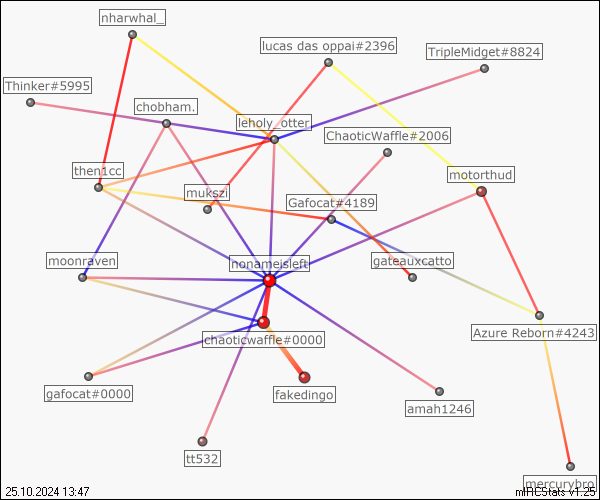 nharwhal_
lucas das oppai#2396
TripleMidget#8824
Thinker#5995
chobham.
leholy_otter
ChaoticWaffle#2006
then1cc
mukszi
motorthud
Gafocat#4189
moonraven
nonameisleft
gateauxcatto
chaoticwaffle#0000
Azure Reborn#4243
gafocat#0000
fakedingo
amah1246
tt532
mercurybro
25.10.2024 13:47
mIRCStats v1.25